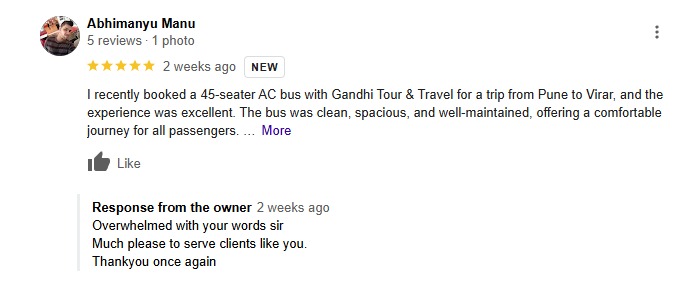 Abhimanyu Manu
5 reviews · 1 photo
2 weeks ago NEW
I recently booked a 45-seater AC bus with Gandhi Tour & Travel for a trip from Pune to Virar, and the
experience was excellent. The bus was clean, spacious, and well-maintained, offering a comfortable
journey for all passengers. … More
Like
Response from the owner 2 weeks ago
Overwhelmed with your words sir
Much please to serve clients like you.
Thankyou once again